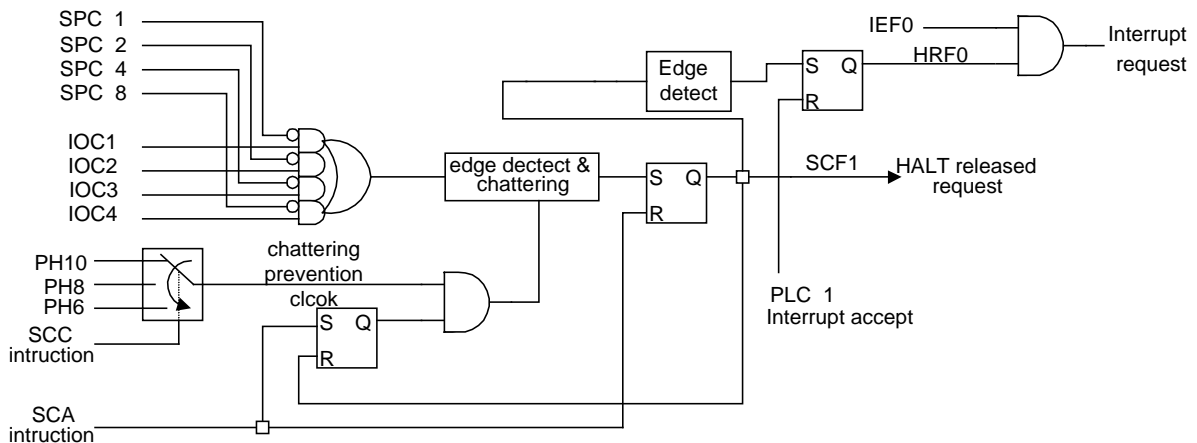 SPC 1
SPC 2
SPC 4
SPC 8
IOC1
IOC2
IOC3
IOC4
PH10
PH8
PH6
SCC
intruction
SCA
intruction
chattering
prevention
clcok
S Q
R
edge dectect &
chattering
S Q
R
Edge
detect
S Q
R
IEF0
HRF0
Interrupt
request
SCF1
HALT released
request
PLC 1
Interrupt accept